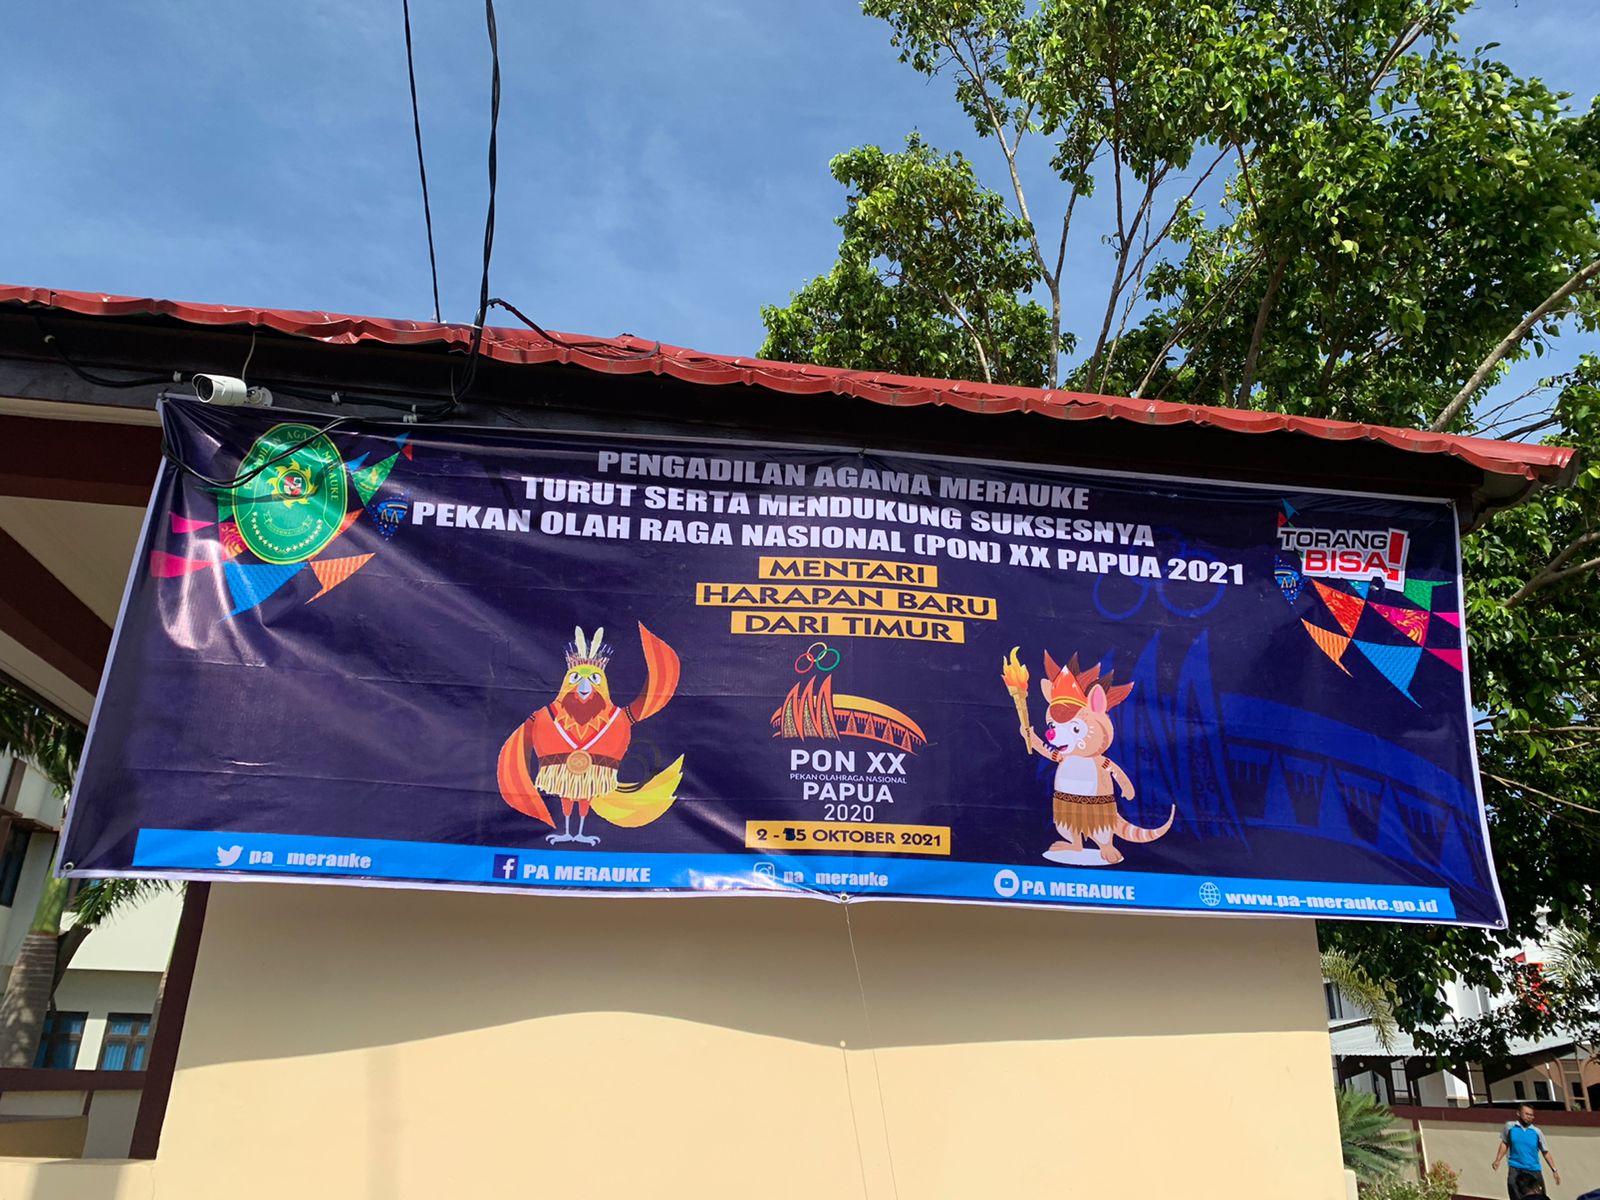 PENGADILAN AGAMA MERAUKE
TURUT SERTA MENDUKUNG SUKSESNYA
PEKAN OLAH RAGA NASIONAL (PON) XX PAPUA 2021
MENTARI
HARAPAN BARU
DARI TIMUR
TORANG
BISA!
PON XX
PEKAN OLAHRAGA NASIONAL
PAPUA
2020
2 - 15 OKTOBER 2021
pa_merauke
PA MERAUKE
pa_merauke
PA MERAUKE
www.pa-merauke.go.id